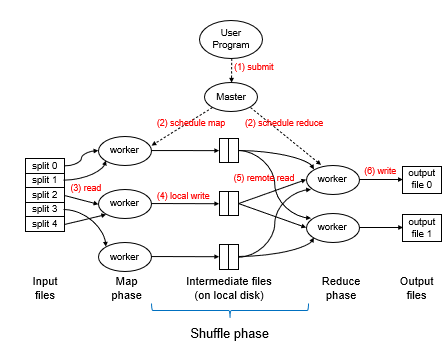 User
Program
(1) submit
Master
(2) schedule map
(2) schedule reduce
worker
split 0
split 1
split 2
split 3
split 4
(3) read
worker
(4) local write
(5) remote read
worker
(6) write
output
file 0
worker
output
file 1
worker
Input
files
Map
phase
Intermediate files
(on local disk)
Reduce
phase
Output
files
Shuffle phase